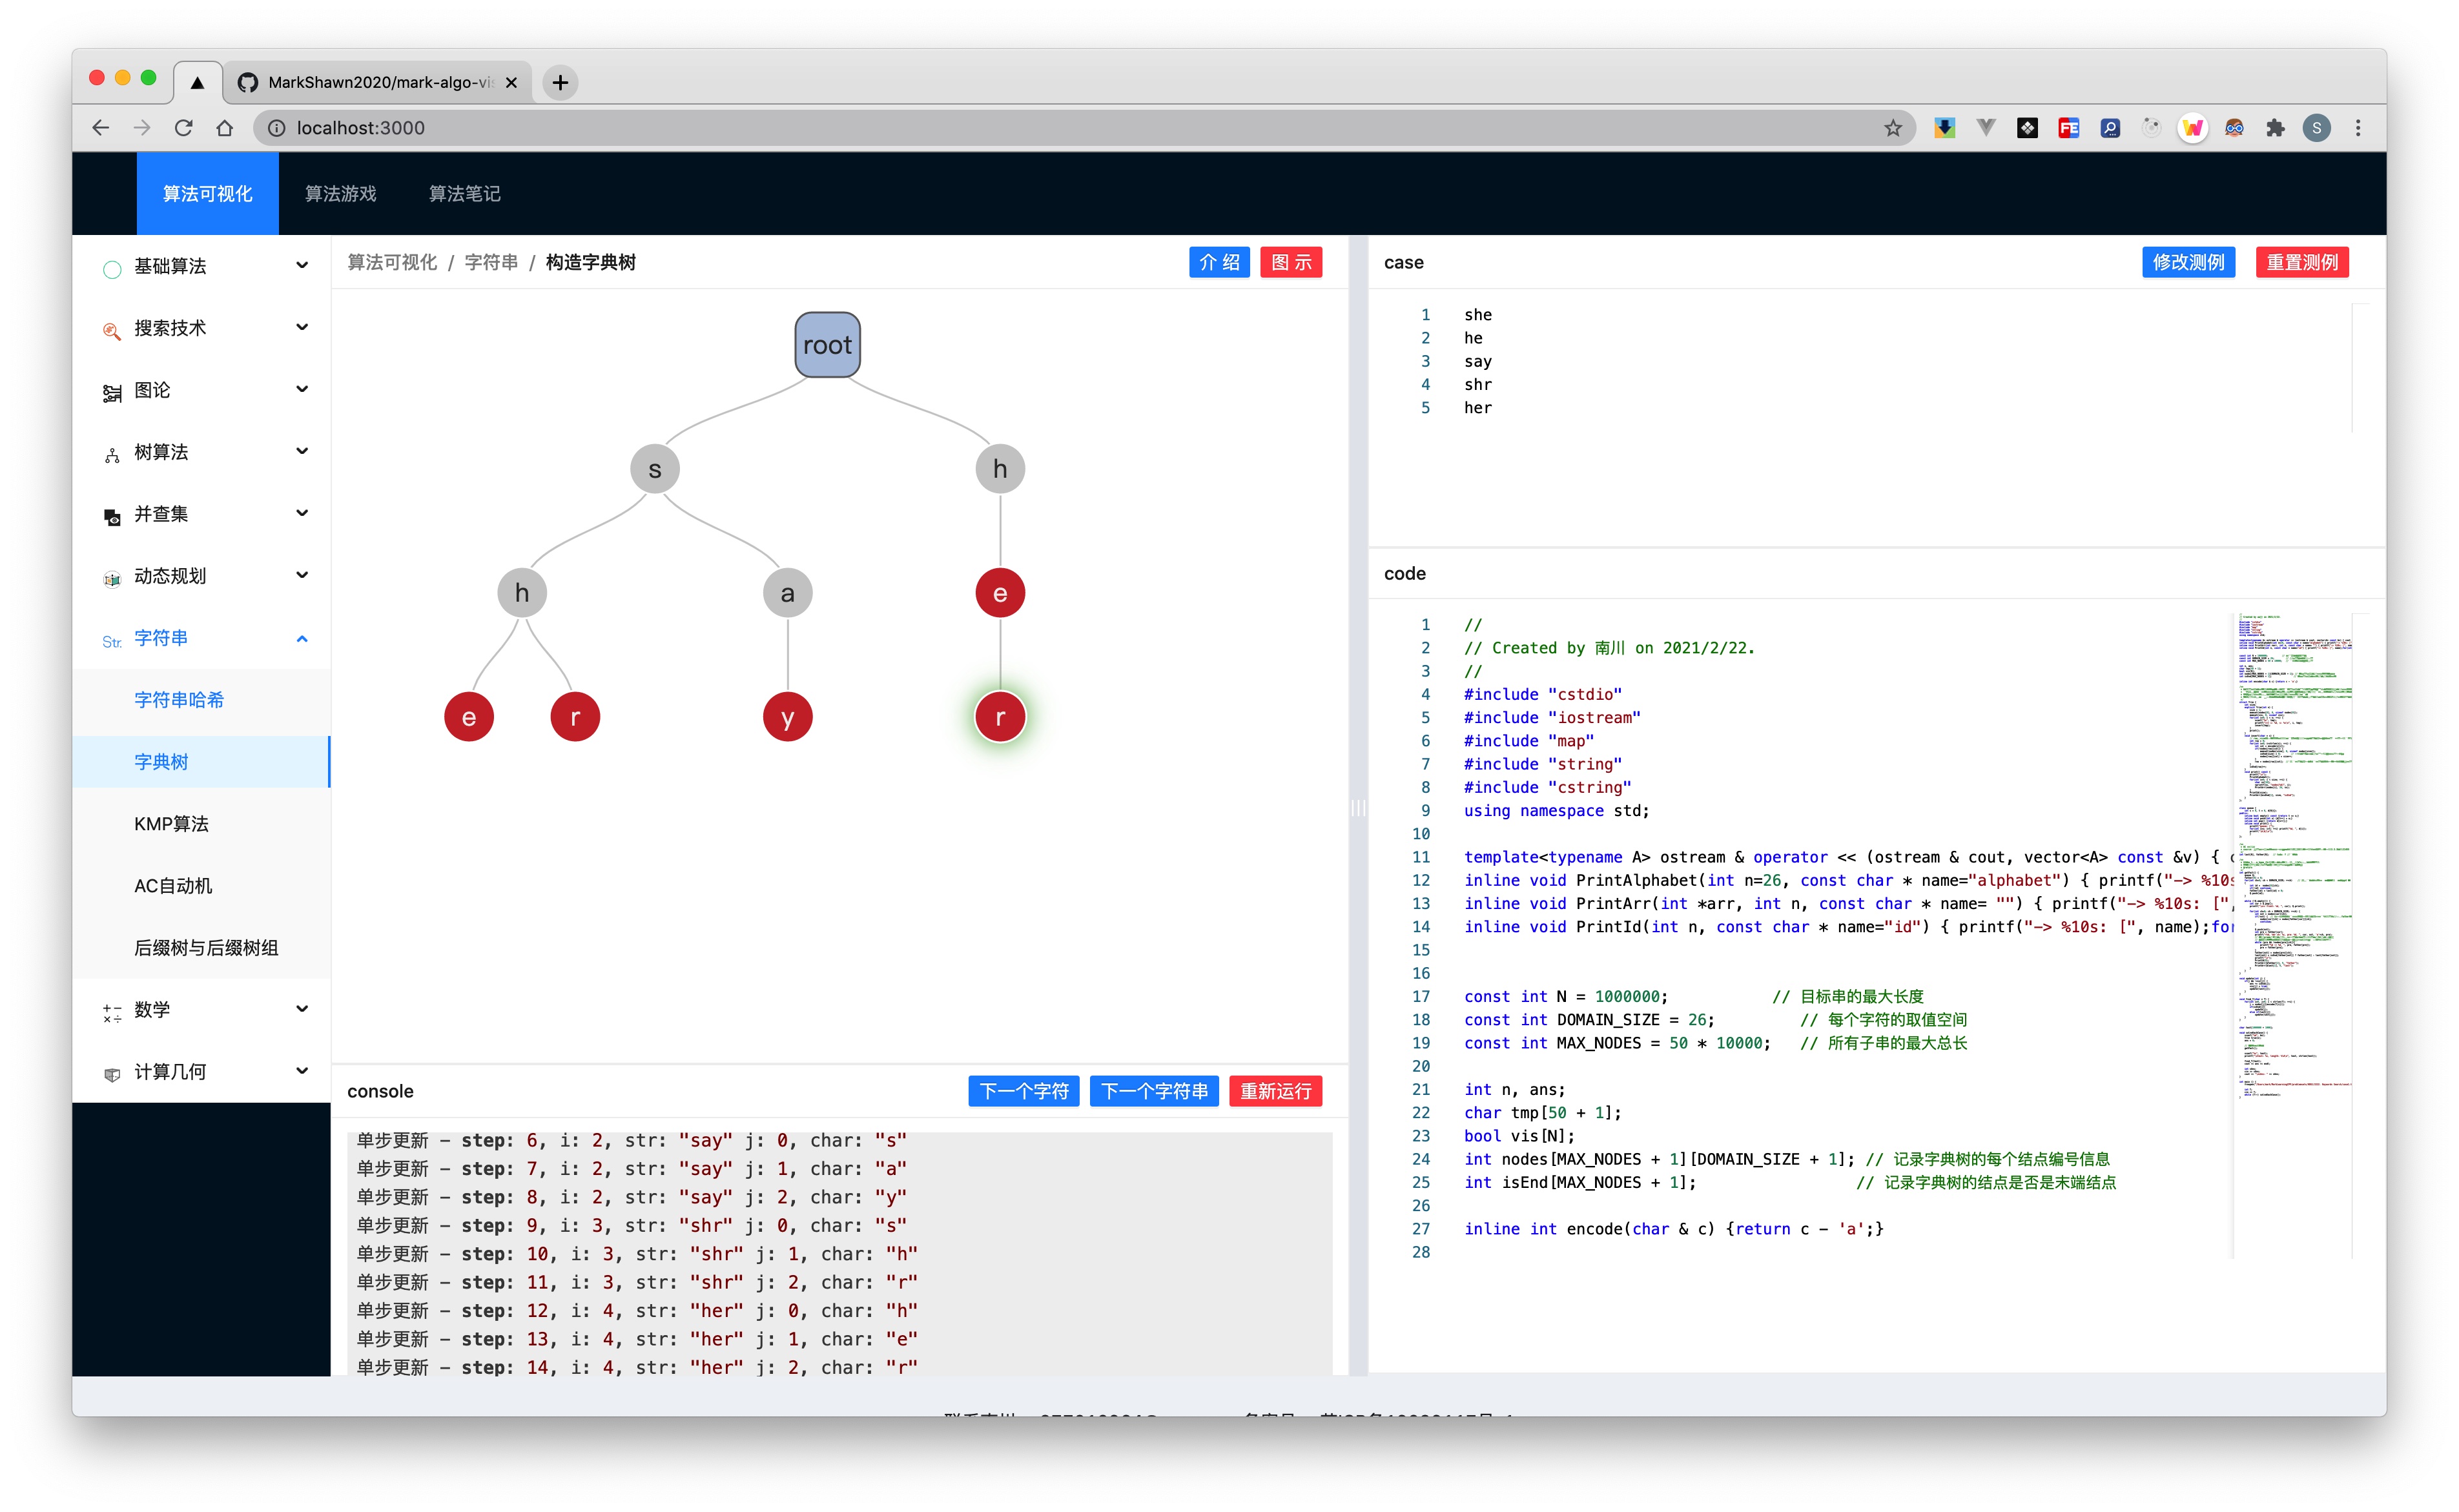 MarkShawn2020/mark-algo-vis
localhost:3000
S
算法可视化 算法游戏 算法笔记
基础算法
搜索技术
图论
树算法
并查集
动态规划
Str. 字符串
字符串哈希
字典树
KMP算法
AC自动机
后缀树与后缀树组
数学
计算几何
算法可视化 / 字符串 / 构造字典树
介 绍 图 示
root
s h
h a e
e r y r
console
下一个字符 下一个字符串 重新运行
单步更新 - step: 6, i: 2, str: "say" j: 0, char: "s"
单步更新 - step: 7, i: 2, str: "say" j: 1, char: "a"
单步更新 - step: 8, i: 2, str: "say" j: 2, char: "y"
单步更新 - step: 9, i: 3, str: "shr" j: 0, char: "s"
单步更新 - step: 10, i: 3, str: "shr" j: 1, char: "h"
单步更新 - step: 11, i: 3, str: "shr" j: 2, char: "r"
单步更新 - step: 12, i: 4, str: "her" j: 0, char: "h"
单步更新 - step: 13, i: 4, str: "her" j: 1, char: "e"
单步更新 - step: 14, i: 4, str: "her" j: 2, char: "r"
case
修改测例 重置测例
1 she
2 he
3 say
4 shr
5 her
code
1 //
2 // Created by 南川 on 2021/2/22.
3 //
4 #include "cstdio"
5 #include "iostream"
6 #include "map"
7 #include "string"
8 #include "cstring"
9 using namespace std;
10
11 template<typename A> ostream & operator << (ostream & cout, vector<A> const &v) {
12 inline void PrintAlphabet(int n=26, const char * name="alphabet") { printf("-> %10s
13 inline void PrintArr(int *arr, int n, const char * name= "") { printf("-> %10s: [",
14 inline void PrintId(int n, const char * name="id") { printf("-> %10s: [", name);for
15
16
17 const int N = 1000000; // 目标串的最大长度
18 const int DOMAIN_SIZE = 26; // 每个字符的取值空间
19 const int MAX_NODES = 50 * 10000; // 所有子串的最大总长
20
21 int n, ans;
22 char tmp[50 + 1];
23 bool vis[N];
24 int nodes[MAX_NODES + 1][DOMAIN_SIZE + 1]; // 记录字典树的每个结点编号信息
25 int isEnd[MAX_NODES + 1]; // 记录字典树的结点是否是末端结点
26
27 inline int encode(char & c) {return c - 'a';}
28